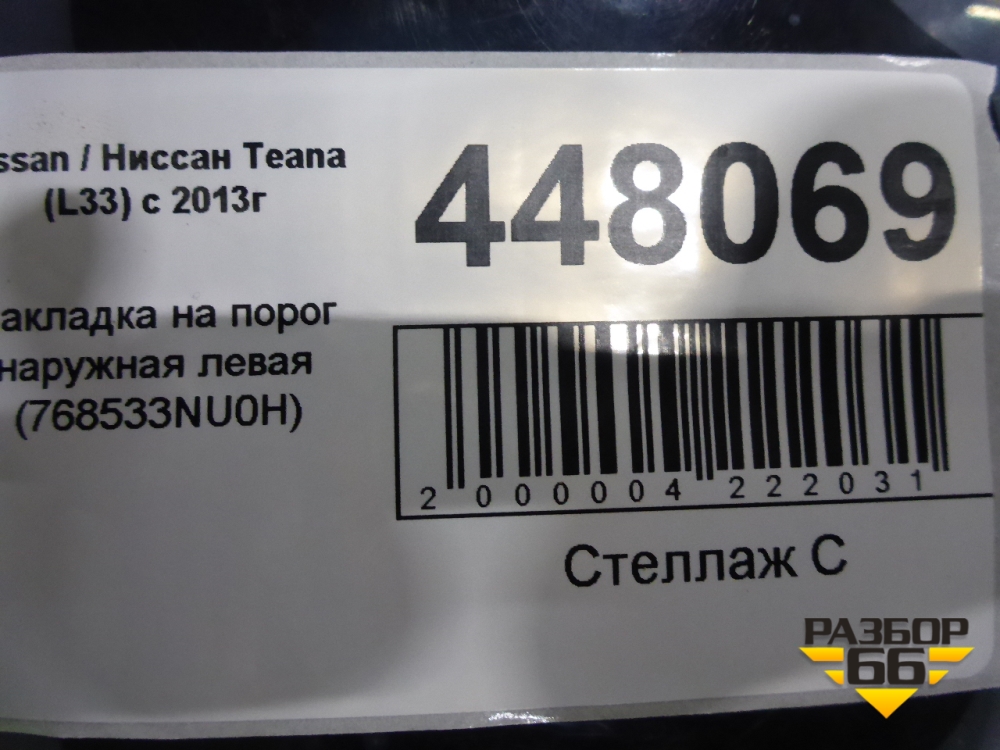 ssan / Ниссан Teana
(L33) с 2013г
акладка на порог
наружная левая
(768533NU0H)
448069
2 000004 222031
Стеллаж С
РАЗБОР
66